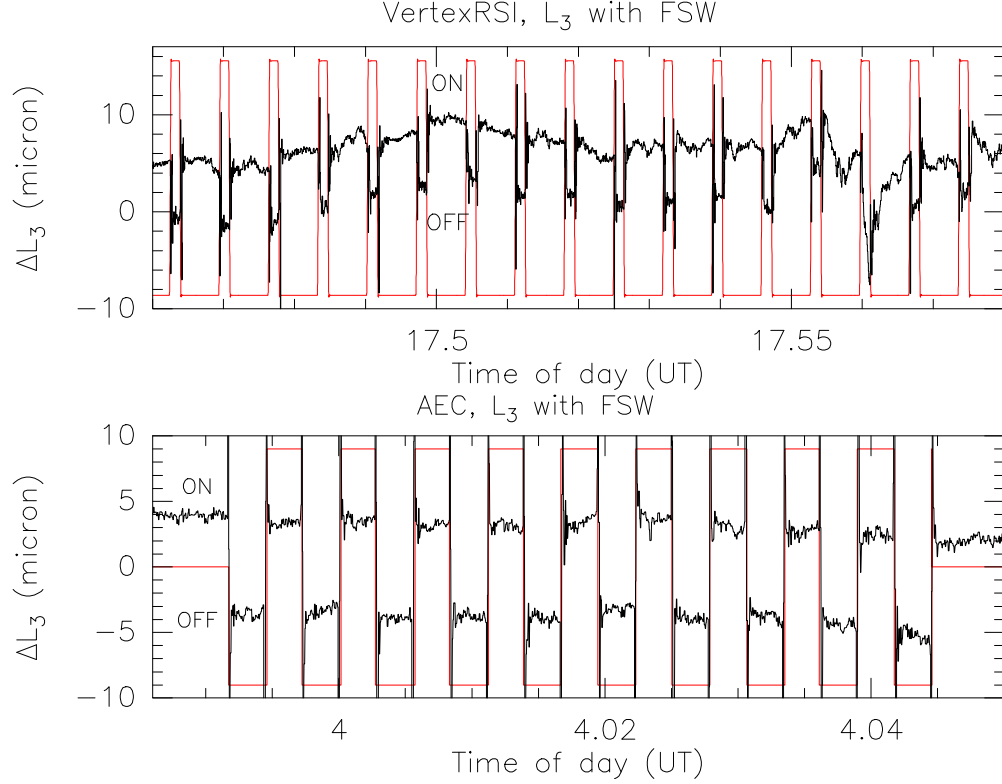 VertexRSI, L₃ with FSW
ΔL₃ (micron)
10
0
−10
ON
OFF
17.5
17.55
Time of day (UT)
AEC, L₃ with FSW
ΔL₃ (micron)
10
5
0
−5
−10
ON
OFF
4
4.02
4.04
Time of day (UT)